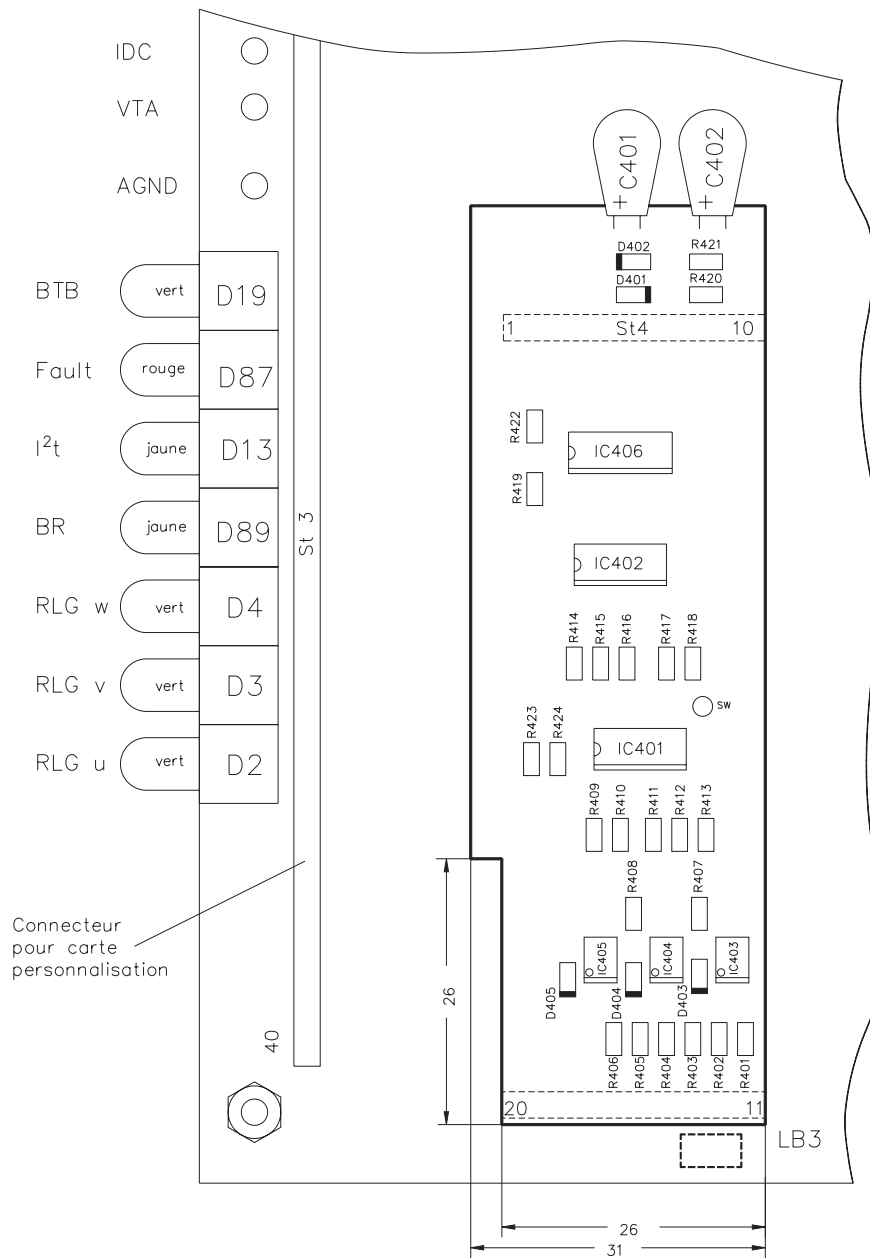 IDC
VTA
AGND
BTB
vert
D19
Fault
rouge
D87
I²t
jaune
D13
BR
jaune
D89
RLG w
vert
D4
RLG v
vert
D3
RLG u
vert
D2
St 3
Connecteur
pour carte
personnalisation
40
+ C401
+ C402
D402
R421
D401
R420
1 St4 10
R422
IC406
R419
IC402
R414
R415
R416
R417
R418
SW
R423
R424
IC401
R409
R410
R411
R412
R413
R408
R407
IC405
IC404
IC403
D405
D404
D403
R406
R405
R404
R403
R402
R401
26
20 11
LB3
26
31